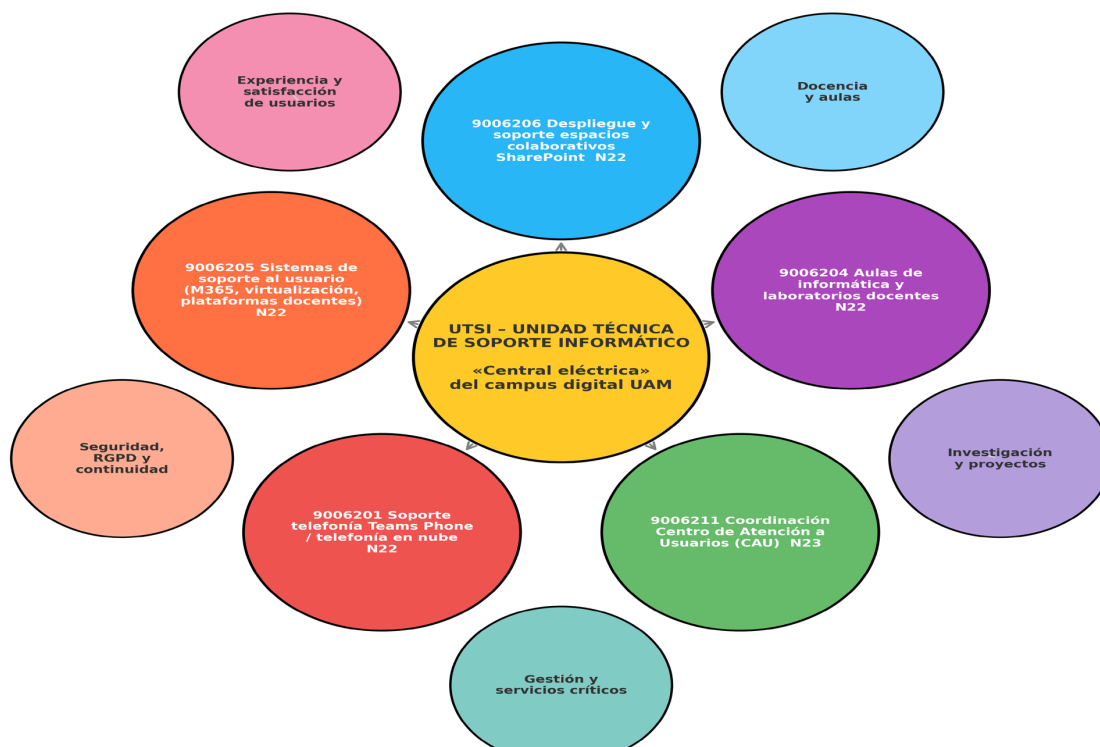 Experiencia y
satisfacción
de usuarios
Docencia
y aulas
9006206 Despliegue y
soporte espacios
colaborativos
SharePoint  N22
9006205 Sistemas de
soporte al usuario
(M365, virtualización,
plataformas docentes)
N22
9006204 Aulas de
informática y
laboratorios docentes
N22
UTSI – UNIDAD TÉCNICA
DE SOPORTE INFORMÁTICO
«Central eléctrica»
del campus digital UAM
Seguridad,
RGPD y
continuidad
Investigación
y proyectos
9006201 Soporte
telefonía Teams Phone
/ telefonía en nube
N22
9006211 Coordinación
Centro de Atención a
Usuarios (CAU)  N23
Gestión y
servicios críticos